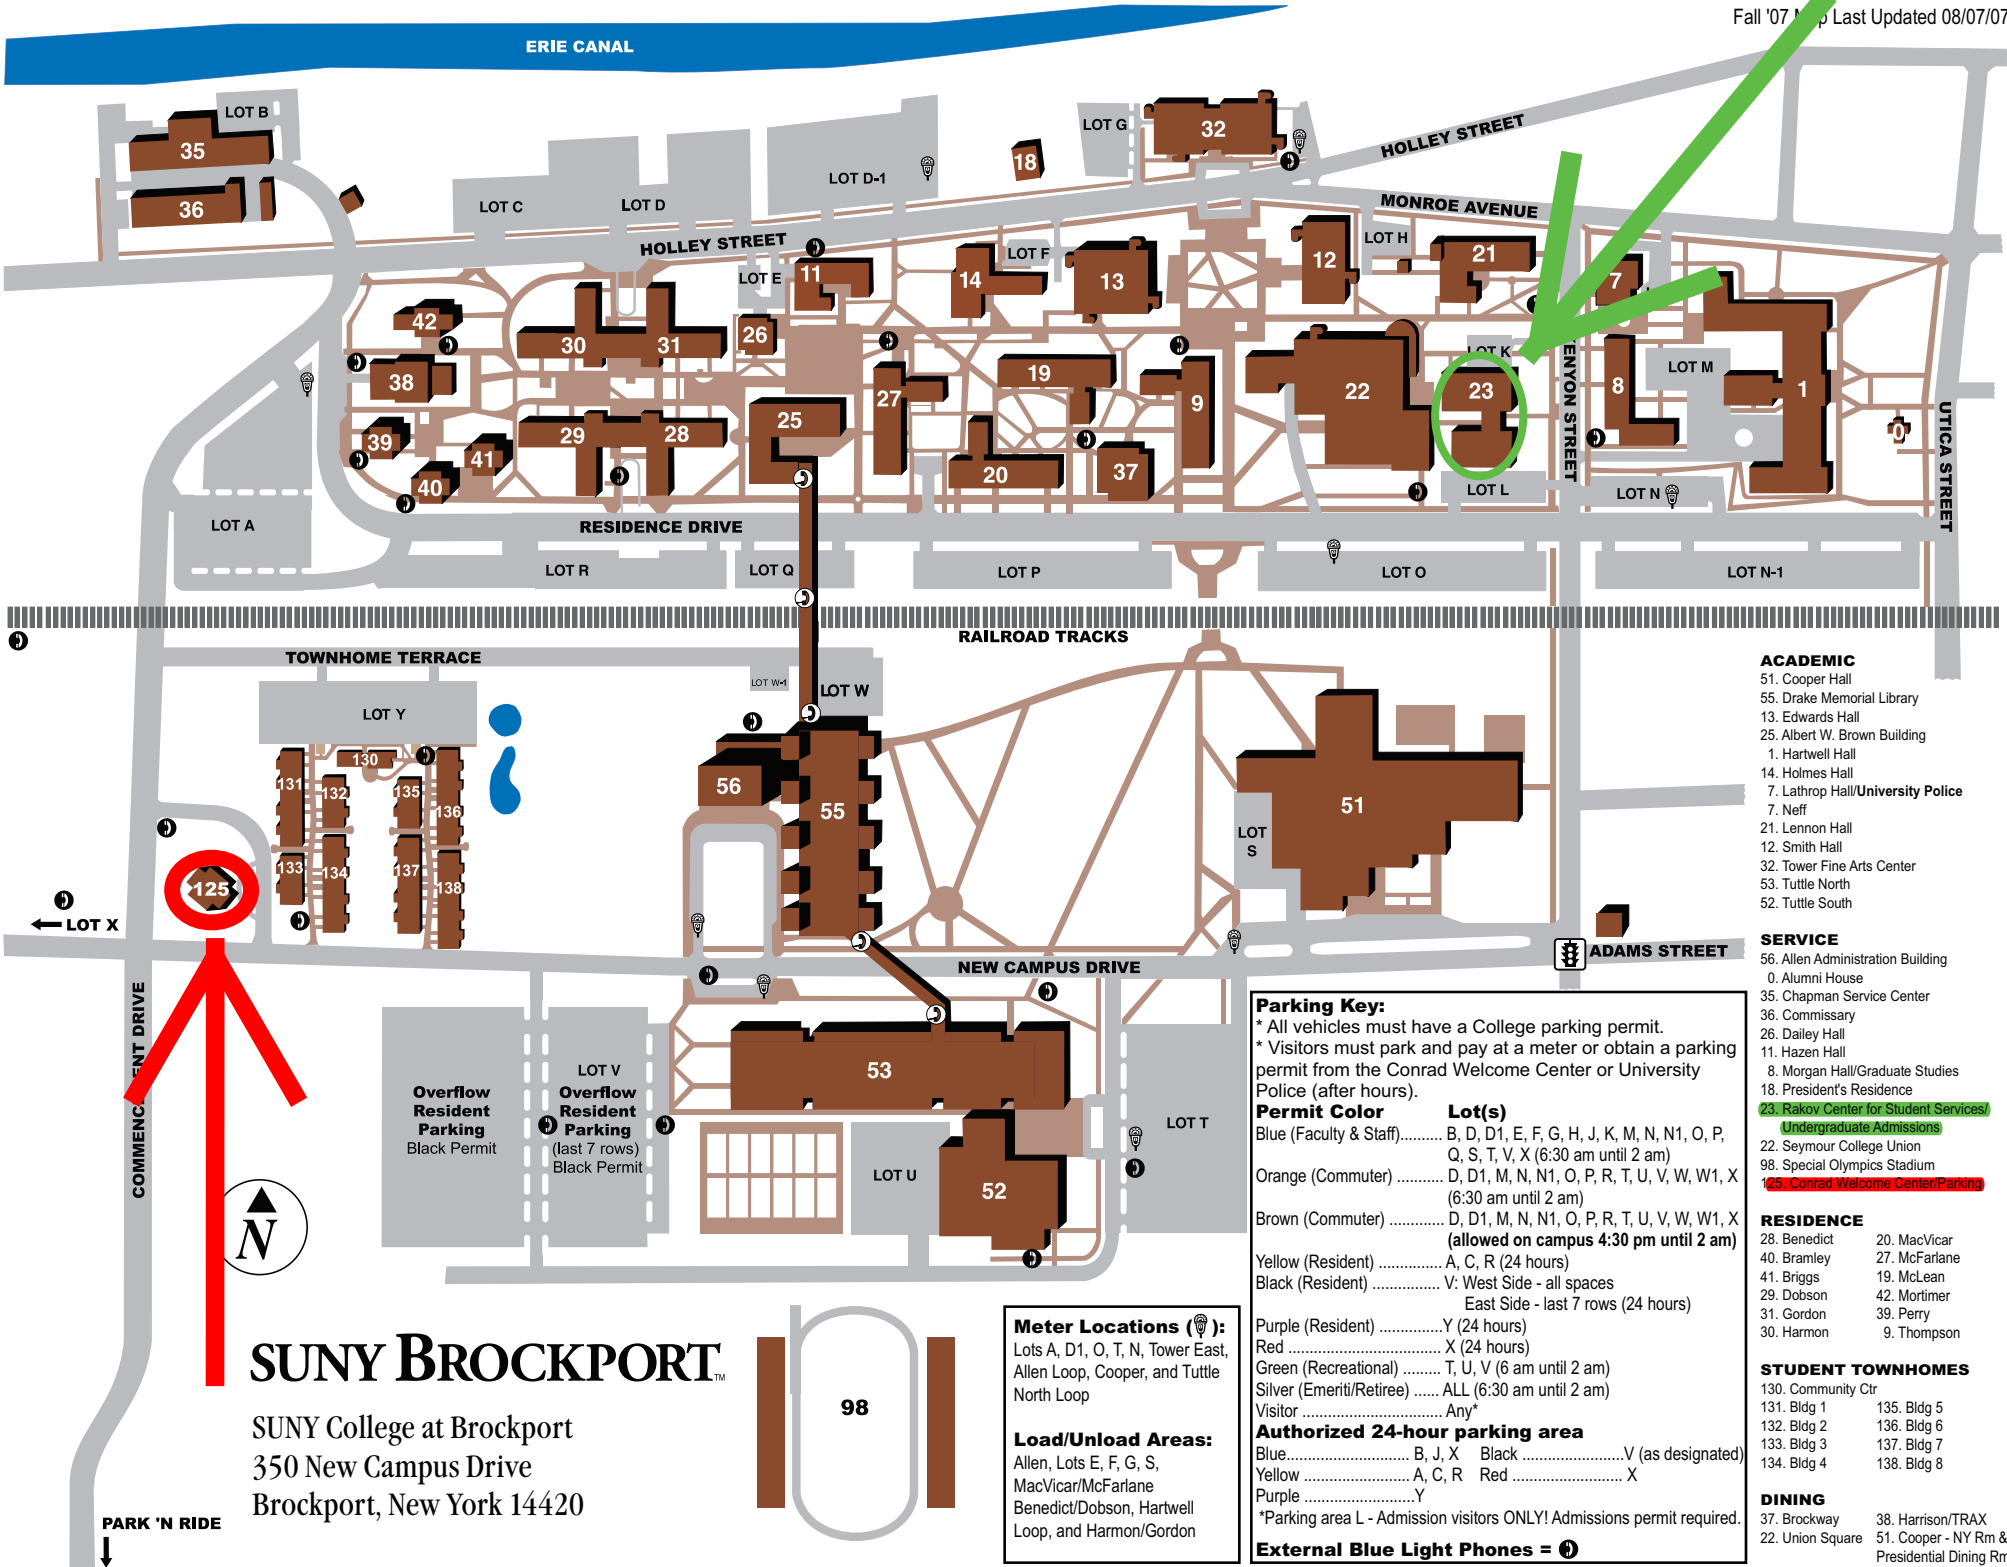 Fall '07 Map Last Updated 08/07/07
ERIE CANAL
LOT B
35
36
LOT C
LOT D
LOT D-1
18
LOT G
32
HOLLEY STREET
HOLLEY STREET
MONROE AVENUE
LOT E
11
14
LOT F
13
12
LOT H
21
7
42
30
31
26
38
27
19
9
22
LOT K
23
KENYON STREET
8
LOT M
1
0
UTICA STREET
39
41
40
29
28
25
20
37
LOT L
LOT N
LOT A
RESIDENCE DRIVE
LOT R
LOT Q
LOT P
LOT O
LOT N-1
RAILROAD TRACKS
TOWNHOME TERRACE
LOT W-1
LOT W
LOT Y
130
131
132
135
136
133
134
137
138
125
LOT X
56
55
51
LOT
S
NEW CAMPUS DRIVE
ADAMS STREET
COMMENCEMENT DRIVE
Overflow
Resident
Parking
Black Permit
LOT V
Overflow
Resident
Parking
(last 7 rows)
Black Permit
53
LOT T
LOT U
52
N
98
PARK 'N RIDE
SUNY BROCKPORT TM
SUNY College at Brockport
350 New Campus Drive
Brockport, New York 14420
Meter Locations ( ):
Lots A, D1, O, T, N, Tower East,
Allen Loop, Cooper, and Tuttle
North Loop
Load/Unload Areas:
Allen, Lots E, F, G, S,
MacVicar/McFarlane
Benedict/Dobson, Hartwell
Loop, and Harmon/Gordon
Parking Key:
* All vehicles must have a College parking permit.
* Visitors must park and pay at a meter or obtain a parking
permit from the Conrad Welcome Center or University
Police (after hours).
Permit Color Lot(s)
Blue (Faculty & Staff).......... B, D, D1, E, F, G, H, J, K, M, N, N1, O, P,
Q, S, T, V, X (6:30 am until 2 am)
Orange (Commuter) ........... D, D1, M, N, N1, O, P, R, T, U, V, W, W1, X
(6:30 am until 2 am)
Brown (Commuter) ............. D, D1, M, N, N1, O, P, R, T, U, V, W, W1, X
(allowed on campus 4:30 pm until 2 am)
Yellow (Resident) ............... A, C, R (24 hours)
Black (Resident) ................ V: West Side - all spaces
East Side - last 7 rows (24 hours)
Purple (Resident) ...............Y (24 hours)
Red ................................... X (24 hours)
Green (Recreational) ......... T, U, V (6 am until 2 am)
Silver (Emeriti/Retiree) ...... ALL (6:30 am until 2 am)
Visitor ................................ Any*
Authorized 24-hour parking area
Blue............................. B, J, X Black ........................V (as designated)
Yellow ......................... A, C, R Red .......................... X
Purple ..........................Y
*Parking area L - Admission visitors ONLY! Admissions permit required.
External Blue Light Phones =
ACADEMIC
51. Cooper Hall
55. Drake Memorial Library
13. Edwards Hall
25. Albert W. Brown Building
1. Hartwell Hall
14. Holmes Hall
7. Lathrop Hall/University Police
7. Neff
21. Lennon Hall
12. Smith Hall
32. Tower Fine Arts Center
53. Tuttle North
52. Tuttle South
SERVICE
56. Allen Administration Building
0. Alumni House
35. Chapman Service Center
36. Commissary
26. Dailey Hall
11. Hazen Hall
8. Morgan Hall/Graduate Studies
18. President's Residence
23. Rakov Center for Student Services/
Undergraduate Admissions
22. Seymour College Union
98. Special Olympics Stadium
125. Conrad Welcome Center/Parking
RESIDENCE
28. Benedict 20. MacVicar
40. Bramley 27. McFarlane
41. Briggs 19. McLean
29. Dobson 42. Mortimer
31. Gordon 39. Perry
30. Harmon 9. Thompson
STUDENT TOWNHOMES
130. Community Ctr
131. Bldg 1 135. Bldg 5
132. Bldg 2 136. Bldg 6
133. Bldg 3 137. Bldg 7
134. Bldg 4 138. Bldg 8
DINING
37. Brockway 38. Harrison/TRAX
22. Union Square 51. Cooper - NY Rm &
Presidential Dining Rm